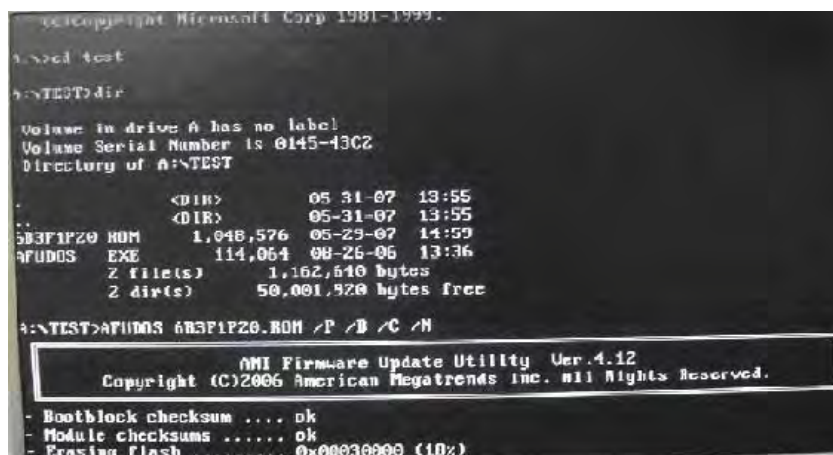 (C)Copyright Microsoft Corp 1981-1999.
A:\>cd test
A:\TEST>dir
Volume in drive A has no label
Volume Serial Number is 0145-43C2
Directory of A:\TEST
. <DIR> 05-31-07 13:55
.. <DIR> 05-31-07 13:55
6B3F1P20 ROM 1,048,576 05-29-07 14:59
AFUDOS EXE 114,064 08-26-06 13:36
2 file(s) 1,162,640 bytes
2 dir(s) 50,001,920 bytes free
A:\TEST>AFUDOS 6B3F1P20.ROM /P /B /C /N
AMI Firmware Update Utility Ver.4.12
Copyright (C)2006 American Megatrends Inc. All Rights Reserved.
- Bootblock checksum .... ok
- Module checksums ...... ok
- Erasing flash ......... 0x00030000 (18%)